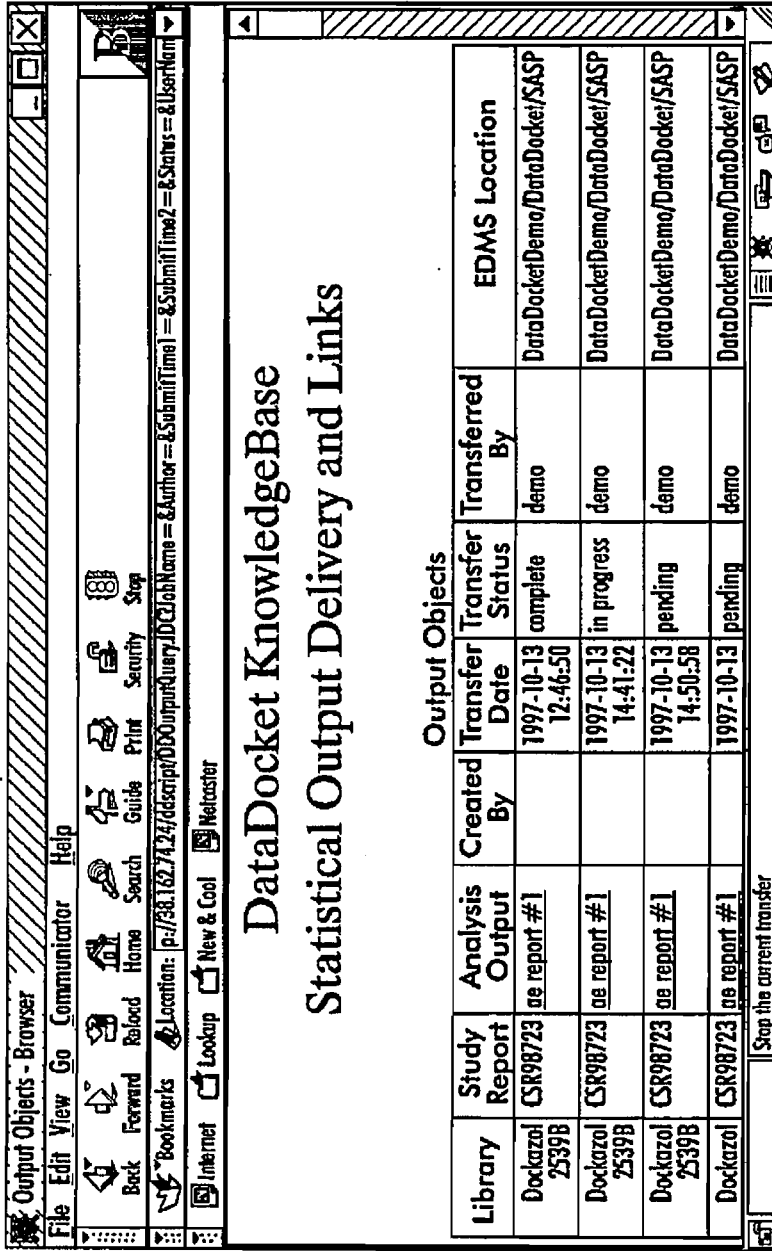 Output Objects - Browser
File Edit View Go Communicator Help
Back Forward Reload Home Search Guide Print Security Stop
Bookmarks Location: p://38.162.74.24/ddscript/DDOutputQuery.IDC?JobName=&Author=&SubmitTime1=&SubmitTime2=&Status=&UserNam
Internet Lookup New & Cool Netcaster
DataDocket KnowledgeBase
Statistical Output Delivery and Links
Output Objects
Library Study Report Analysis Output Created By Transfer Date Transfer Status Transferred By EDMS Location
Dockazol 2539B CSR98723 ae report #1 1997-10-13 12:46:50 complete demo DataDocketDemo/DataDocket/SASP
Dockazol 2539B CSR98723 ae report #1 1997-10-13 14:41:22 in progress demo DataDocketDemo/DataDocket/SASP
Dockazol 2539B CSR98723 ae report #1 1997-10-13 14:50:58 pending demo DataDocketDemo/DataDocket/SASP
Dockazol CSR98723 ae report #1 1997-10-13 pending demo DataDocketDemo/DataDocket/SASP
Stop the current transfer